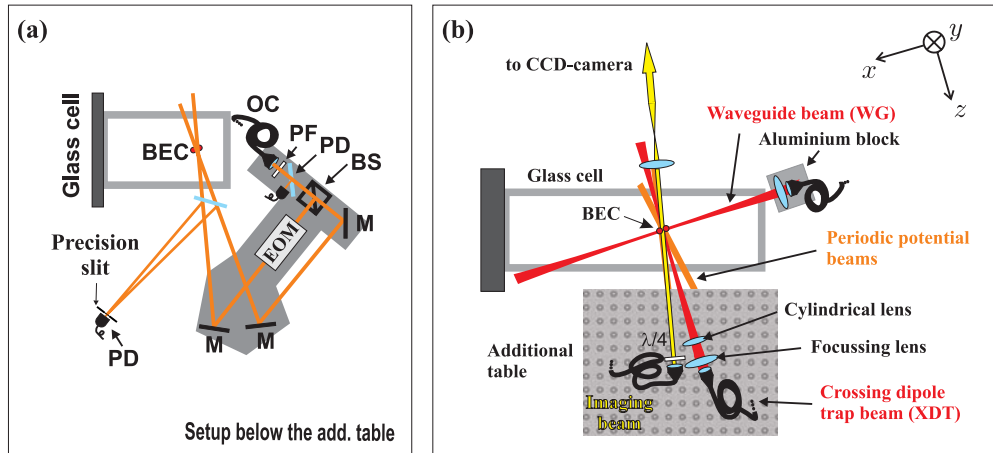 (a)
Glass cell
BEC
OC
PF
PD
BS
M
EOM
Precision
slit
PD
M
M
Setup below the add. table
(b)
to CCD-camera
x
y
z
Waveguide beam (WG)
Aluminium block
Glass cell
BEC
Periodic potential
beams
Cylindrical lens
λ/4
Focussing lens
Additional
table
Imaging
beam
Crossing dipole
trap beam (XDT)